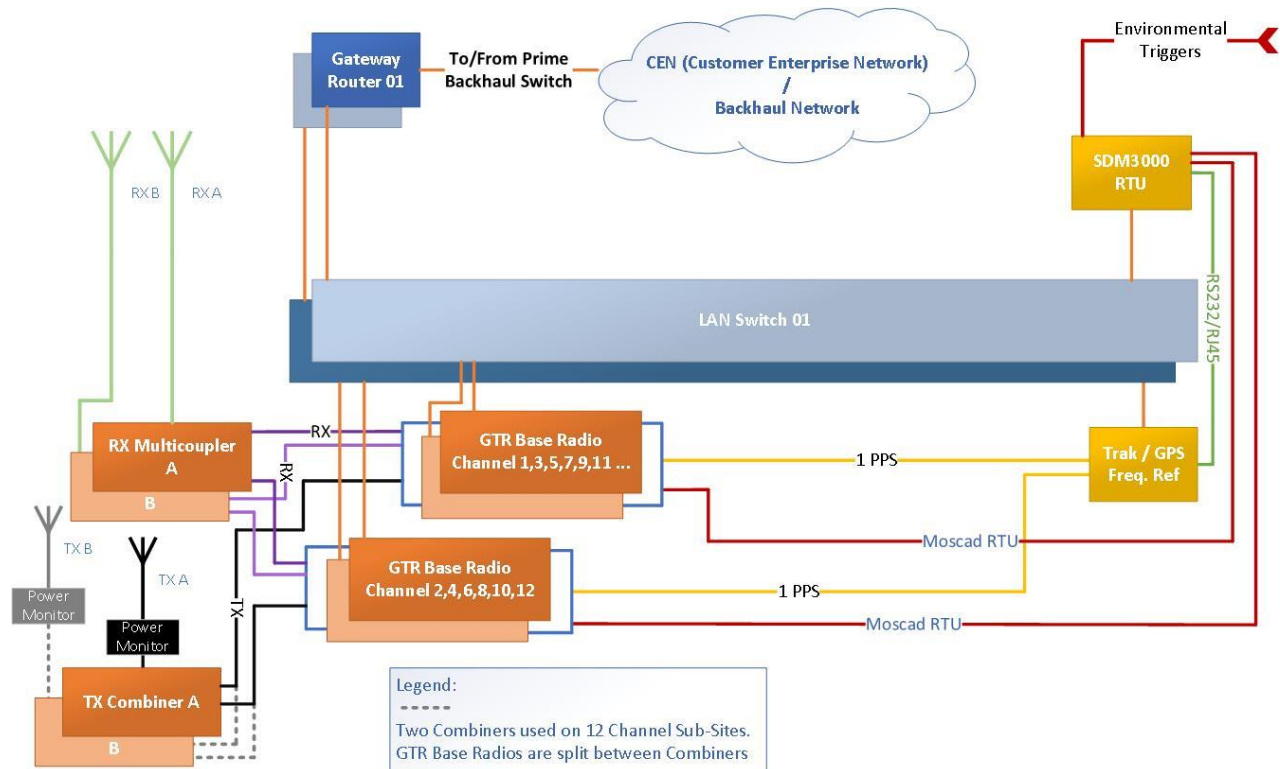 Gateway
Router 01
To/From Prime
Backhaul Switch
CEN (Customer Enterprise Network)
/
Backhaul Network
Environmental
Triggers
SDM3000
RTU
RX B
RX A
RS232/RJ45
LAN Switch 01
RX Multicoupler
A
B
RX
RX
GTR Base Radio
Channel 1,3,5,7,9,11 ...
1 PPS
Trak / GPS
Freq. Ref
Moscad RTU
TX B
TX A
GTR Base Radio
Channel 2,4,6,8,10,12
1 PPS
Moscad RTU
Power
Monitor
Power
Monitor
TX
TX Combiner A
B
Legend:
Two Combiners used on 12 Channel Sub-Sites.
GTR Base Radios are split between Combiners